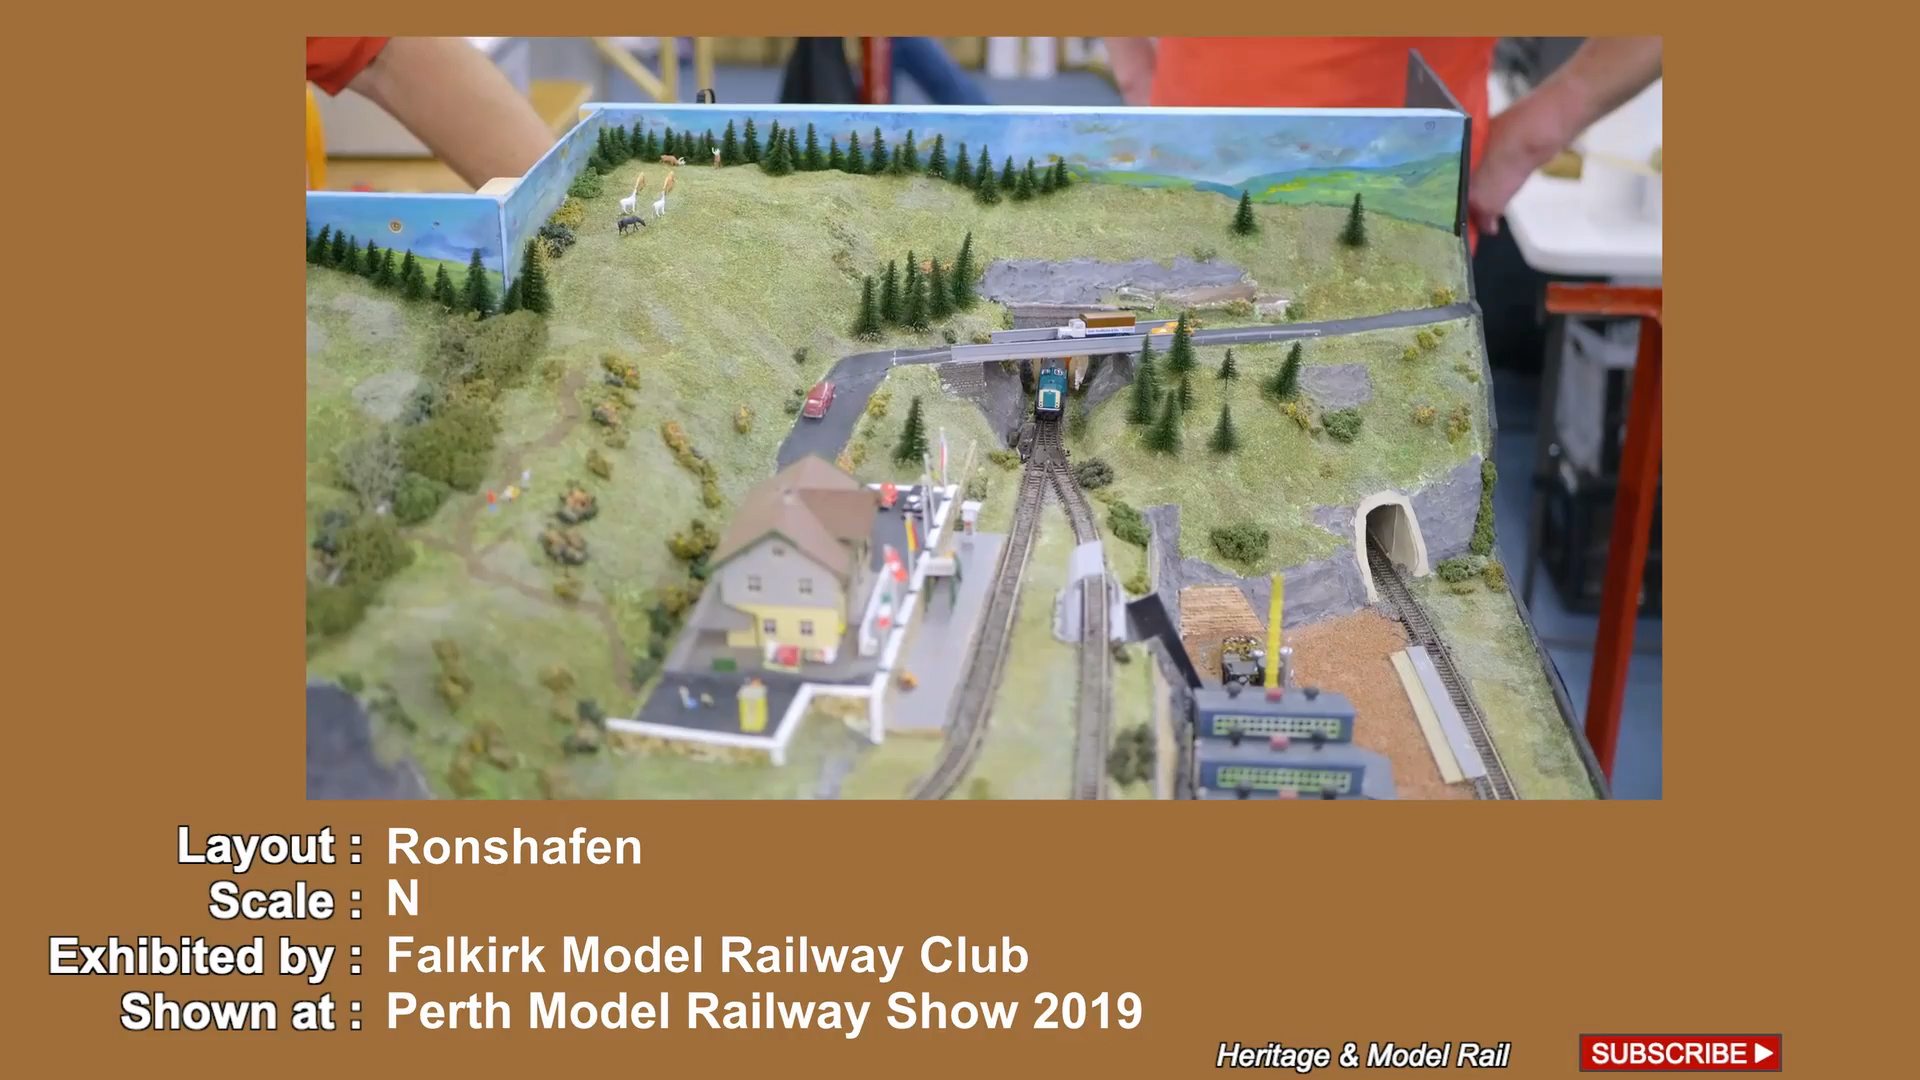 Layout : Ronshafen
Scale : N
Exhibited by : Falkirk Model Railway Club
Shown at : Perth Model Railway Show 2019
Heritage & Model Rail
SUBSCRIBE